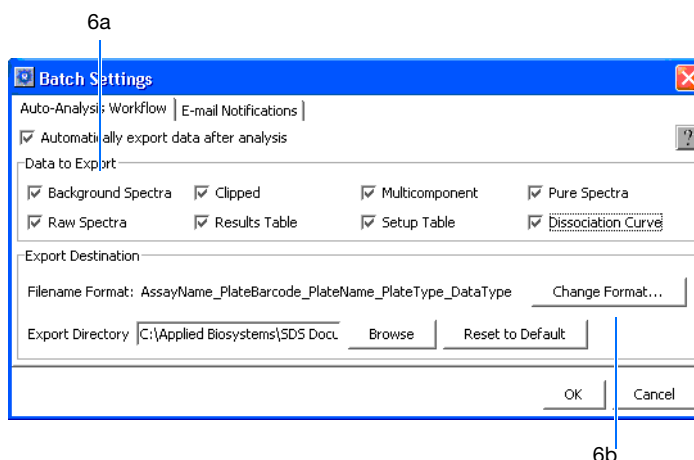 6a
Batch Settings
Auto-Analysis Workflow E-mail Notifications
Automatically export data after analysis ?
Data to Export
Background Spectra Clipped Multicomponent Pure Spectra
Raw Spectra Results Table Setup Table Dissociation Curve
Export Destination
Filename Format: AssayName_PlateBarcode_PlateName_PlateType_DataType Change Format...
Export Directory C:\Applied Biosystems\SDS Docu Browse Reset to Default
OK Cancel
6b